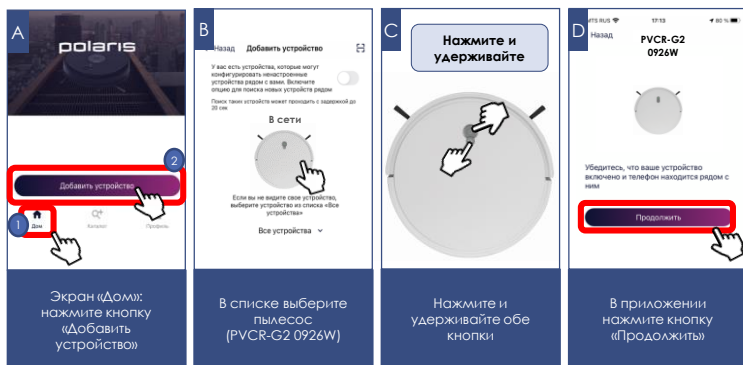 A
polaris
2
Добавить устройство
1
Дом
Каталог
Профиль
Экран «Дом»:
нажмите кнопку
«Добавить
устройство»
B
Назад
Добавить устройство
У вас есть устройства, которые могут
конфигурировать ненастроенные
устройства рядом с вами. Включите
опцию для поиска новых устройств рядом
Поиск таких устройств может проходить с задержкой до
20 сек
В сети
Если вы не видите свое устройство,
выберите устройство из списка «Все
устройства»
Все устройства
В списке выберите
пылесос
(PVCR-G2 0926W)
C
Нажмите и
удерживайте
Нажмите и
удерживайте обе
кнопки
D
MTS RUS
17:13
80 %
Назад
PVCR-G2
0926W
Убедитесь, что ваше устройство
включено и телефон находится рядом с
ним
Продолжить
В приложении
нажмите кнопку
«Продолжить»